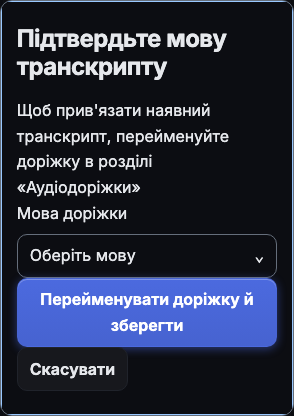 Підтвердьте мову
транскрипту
Щоб прив'язати наявний
транскрипт, перейменуйте
доріжку в розділі
«Аудіодоріжки»
Мова доріжки
Оберіть мову
Перейменувати доріжку й
зберегти
Скасувати